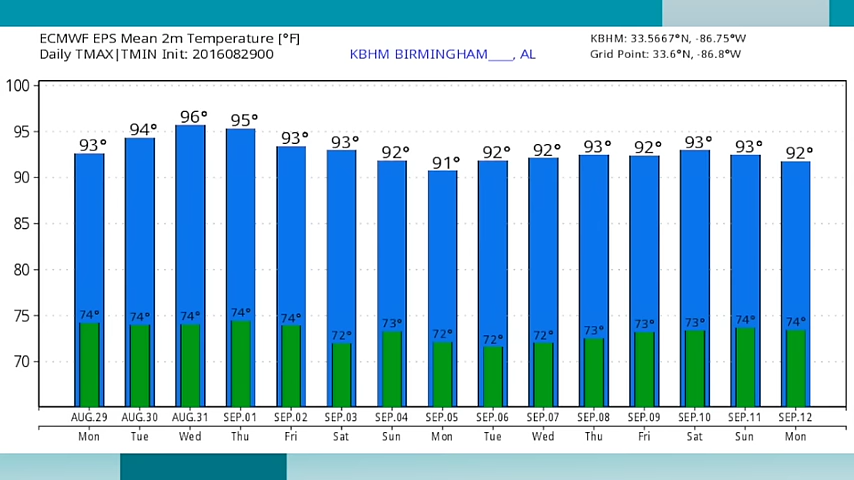 ECMWF EPS Mean 2m Temperature [°F]
Daily TMAX|TMIN Init: 2016082900
KBHM BIRMINGHAM___, AL
KBHM: 33.5667°N, -86.75°W
Grid Point: 33.6°N, -86.8°W
100
95
90
85
80
75
70
93° 94° 96° 95° 93° 93° 92° 91° 92° 92° 93° 92° 93° 93° 92°
74° 74° 74° 74° 74° 72° 73° 72° 72° 72° 73° 73° 73° 74° 74°
AUG.29 AUG.30 AUG.31 SEP.01 SEP.02 SEP.03 SEP.04 SEP.05 SEP.06 SEP.07 SEP.08 SEP.09 SEP.10 SEP.11 SEP.12
Mon Tue Wed Thu Fri Sat Sun Mon Tue Wed Thu Fri Sat Sun Mon